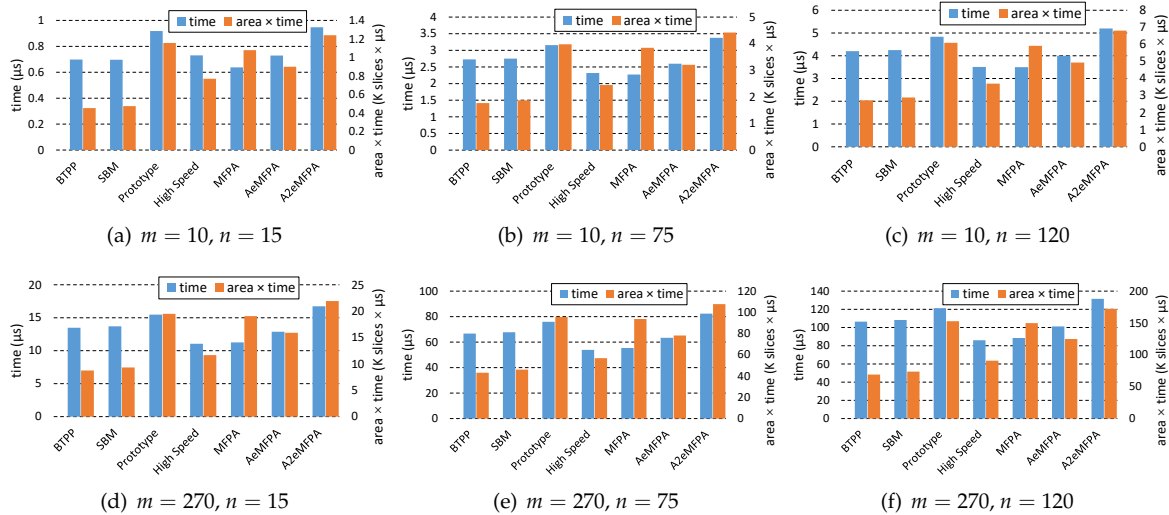 time
area × time
time (µs)
1
0.8
0.6
0.4
0.2
0
1.4
1.2
1
0.8
0.6
0.4
0.2
0
area × time (K slices × µs)
BTPP
SBM
Prototype
High Speed
MFPA
AeMFPA
A2eMFPA
(a) m = 10, n = 15
time
area × time
time (µs)
4
3.5
3
2.5
2
1.5
1
0.5
0
5
4
3
2
1
0
area × time (K slices × µs)
BTPP
SBM
Prototype
High Speed
MFPA
AeMFPA
A2eMFPA
(b) m = 10, n = 75
time
area × time
time (µs)
6
5
4
3
2
1
0
8
7
6
5
4
3
2
1
0
area × time (K slices × µs)
BTPP
SBM
Prototype
High Speed
MFPA
AeMFPA
A2eMFPA
(c) m = 10, n = 120
time
area × time
time (µs)
20
15
10
5
0
25
20
15
10
5
0
area × time (K slices × µs)
BTPP
SBM
Prototype
High Speed
MFPA
AeMFPA
A2eMFPA
(d) m = 270, n = 15
time
area × time
time (µs)
100
80
60
40
20
0
120
100
80
60
40
20
0
area × time (K slices × µs)
BTPP
SBM
Prototype
High Speed
MFPA
AeMFPA
A2eMFPA
(e) m = 270, n = 75
time
area × time
time (µs)
140
120
100
80
60
40
20
0
200
150
100
50
0
area × time (K slices × µs)
BTPP
SBM
Prototype
High Speed
MFPA
AeMFPA
A2eMFPA
(f) m = 270, n = 120